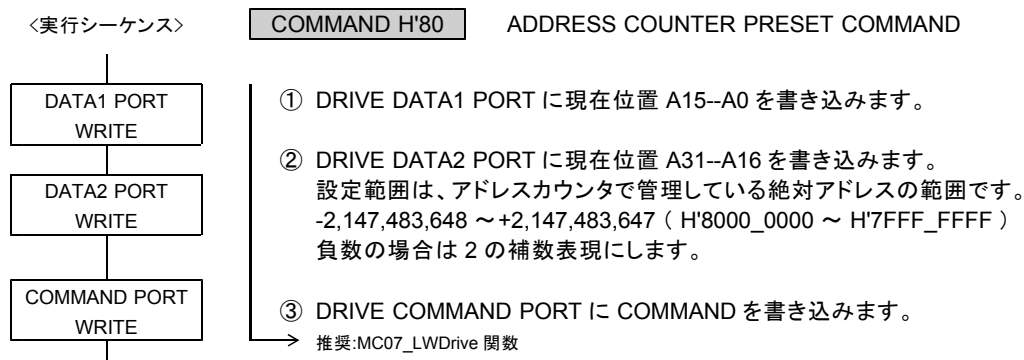 <実行シーケンス>
COMMAND H'80 ADDRESS COUNTER PRESET COMMAND
DATA1 PORT
WRITE
① DRIVE DATA1 PORT に現在位置 A15--A0 を書き込みます。
DATA2 PORT
WRITE
② DRIVE DATA2 PORT に現在位置 A31--A16 を書き込みます。
設定範囲は、アドレスカウンタで管理している絶対アドレスの範囲です。
-2,147,483,648 ~+2,147,483,647 ( H'8000_0000 ~ H'7FFF_FFFF )
負数の場合は 2 の補数表現にします。
COMMAND PORT
WRITE
③ DRIVE COMMAND PORT に COMMAND を書き込みます。
推奨:MC07_LWDrive 関数